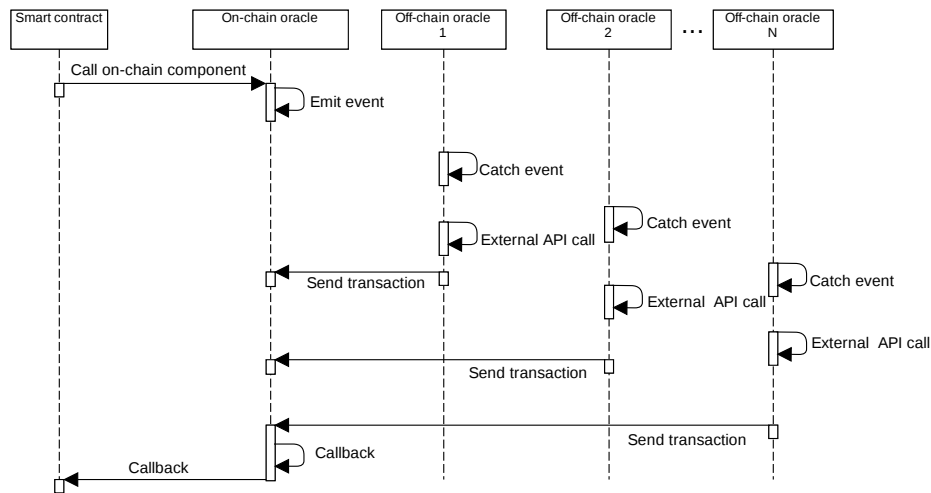 Smart contract
On-chain oracle
Off-chain oracle
1
Off-chain oracle
2
...
Off-chain oracle
N
Call on-chain component
Emit event
Catch event
Catch event
External API call
Send transaction
Catch event
External  API call
External  API call
Send transaction
Send transaction
Callback
Callback